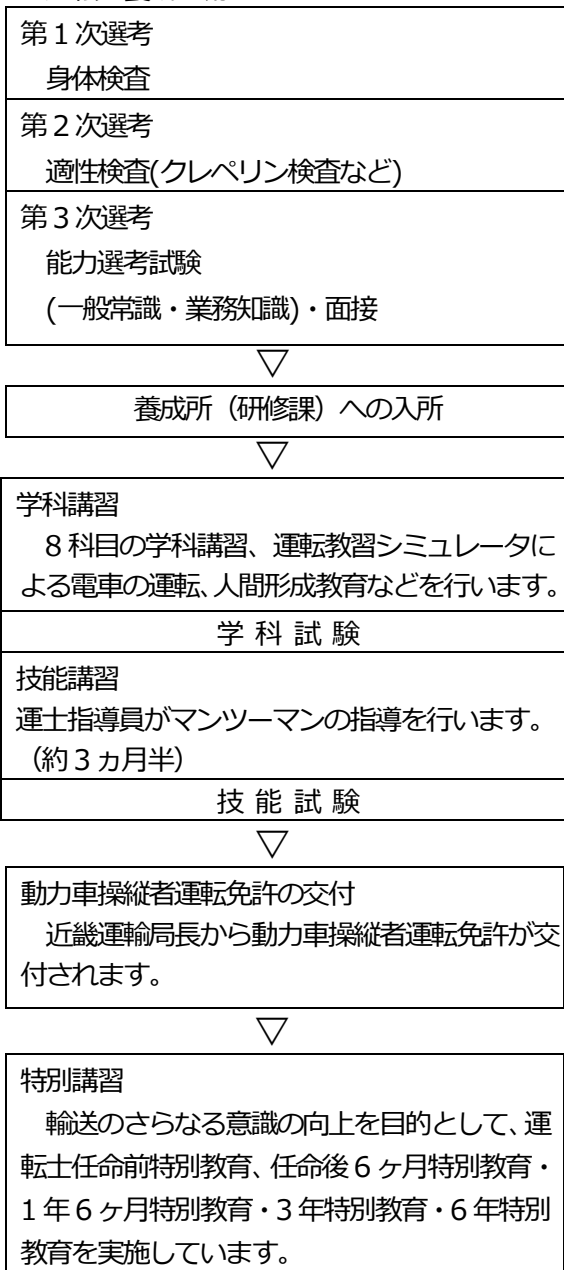 第1次選考
身体検査
第2次選考
適性検査(クレペリン検査など)
第3次選考
能力選考試験
(一般常識・業務知識)・面接
▽
養成所（研修課）への入所
▽
学科講習
8科目の学科講習、運転教習シミュレータに
よる電車の運転、人間形成教育などを行います。
学科試験
技能講習
運士指導員がマンツーマンの指導を行います。
（約3ヵ月半）
技能試験
▽
動力車操縦者運転免許の交付
近畿運輸局長から動力車操縦者運転免許が交
付されます。
▽
特別講習
輸送のさらなる意識の向上を目的として、運
転士任命前特別教育、任命後6ヶ月特別教育・
1年6ヶ月特別教育・3年特別教育・6年特別
教育を実施しています。